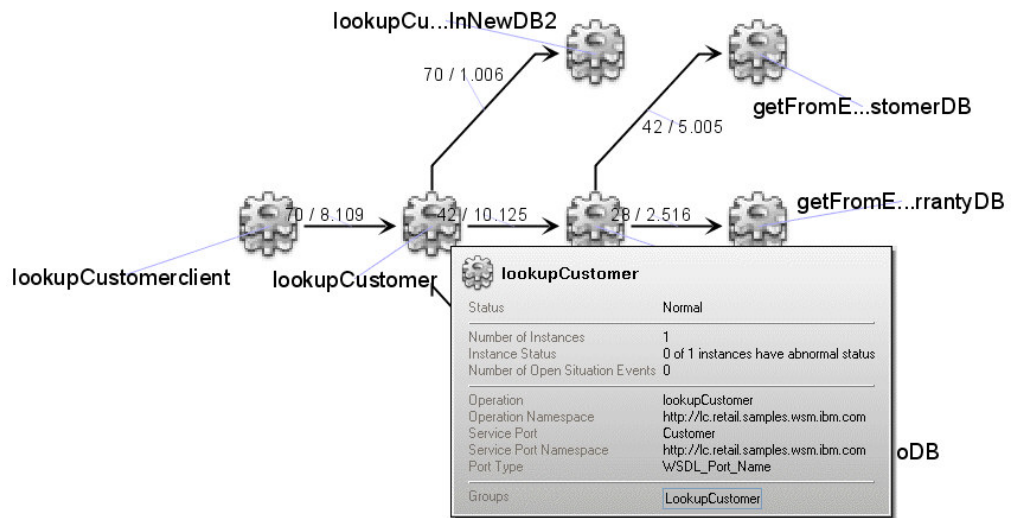 lookupCu...InNewDB2
70 / 1.006
getFromE...stomerDB
42 / 5.005
getFromE...rrantyDB
70 / 8.109
42 / 10.125
28 / 2.516
lookupCustomerclient
lookupCustomer
lookupCustomer
Status Normal
Number of Instances 1
Instance Status 0 of 1 instances have abnormal status
Number of Open Situation Events 0
Operation lookupCustomer
Operation Namespace http://lc.retail.samples.wsm.ibm.com
Service Port Customer
Service Port Namespace http://lc.retail.samples.wsm.ibm.com
Port Type WSDL_Port_Name
oDB
Groups LookupCustomer